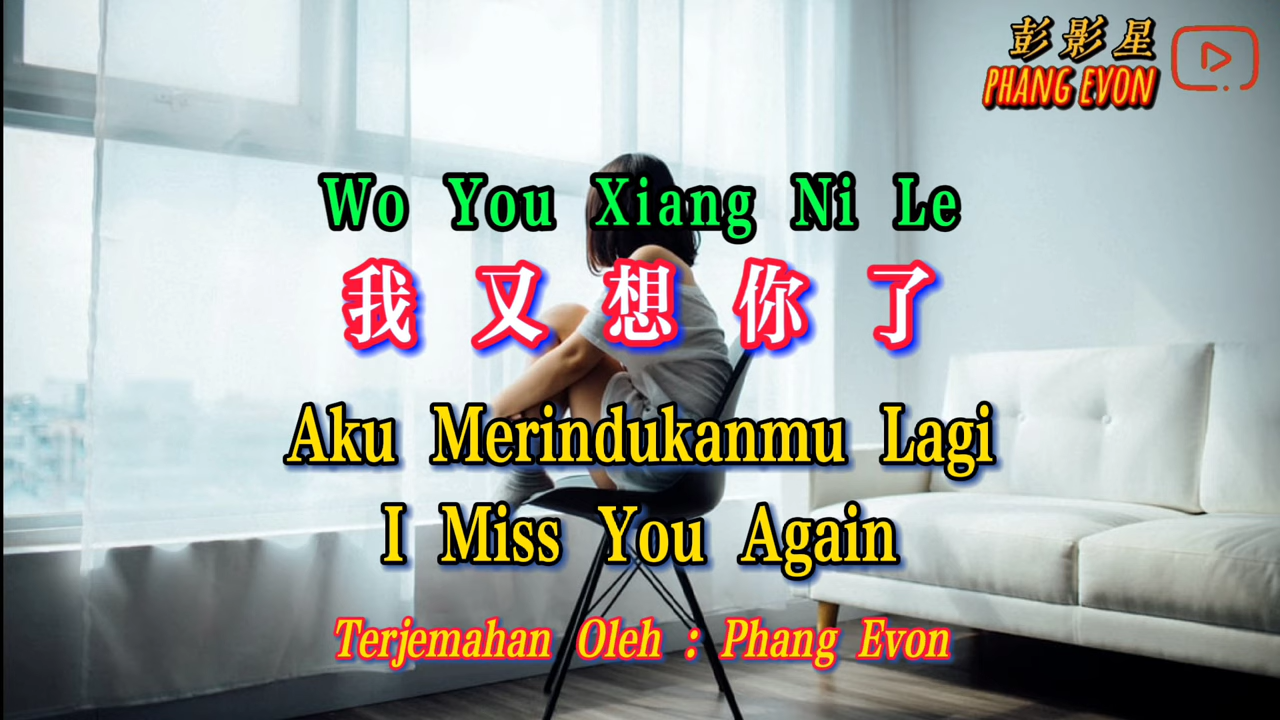 彭影星
PHANG EVON
Wo You Xiang Ni Le
我又想你了
Aku Merindukanmu Lagi
I Miss You Again
Terjemahan Oleh : Phang Evon